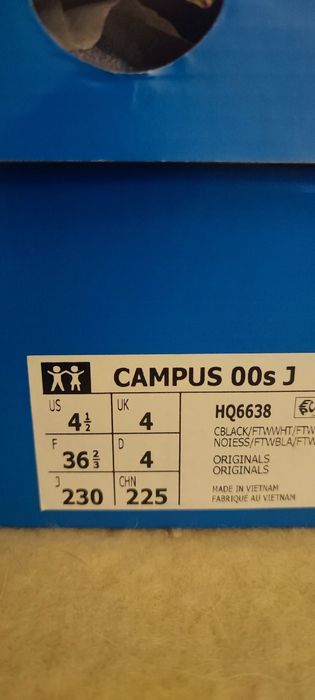 CAMPUS 00s J
US 4½ UK 4
F 36⅔ D 4
J 230 CHN 225
HQ6638
CBLACK/FTWWHT/FTW
NOIESS/FTWBLA/FTW
ORIGINALS
ORIGINALS
MADE IN VIETNAM
FABRIQUE AU VIETNAM